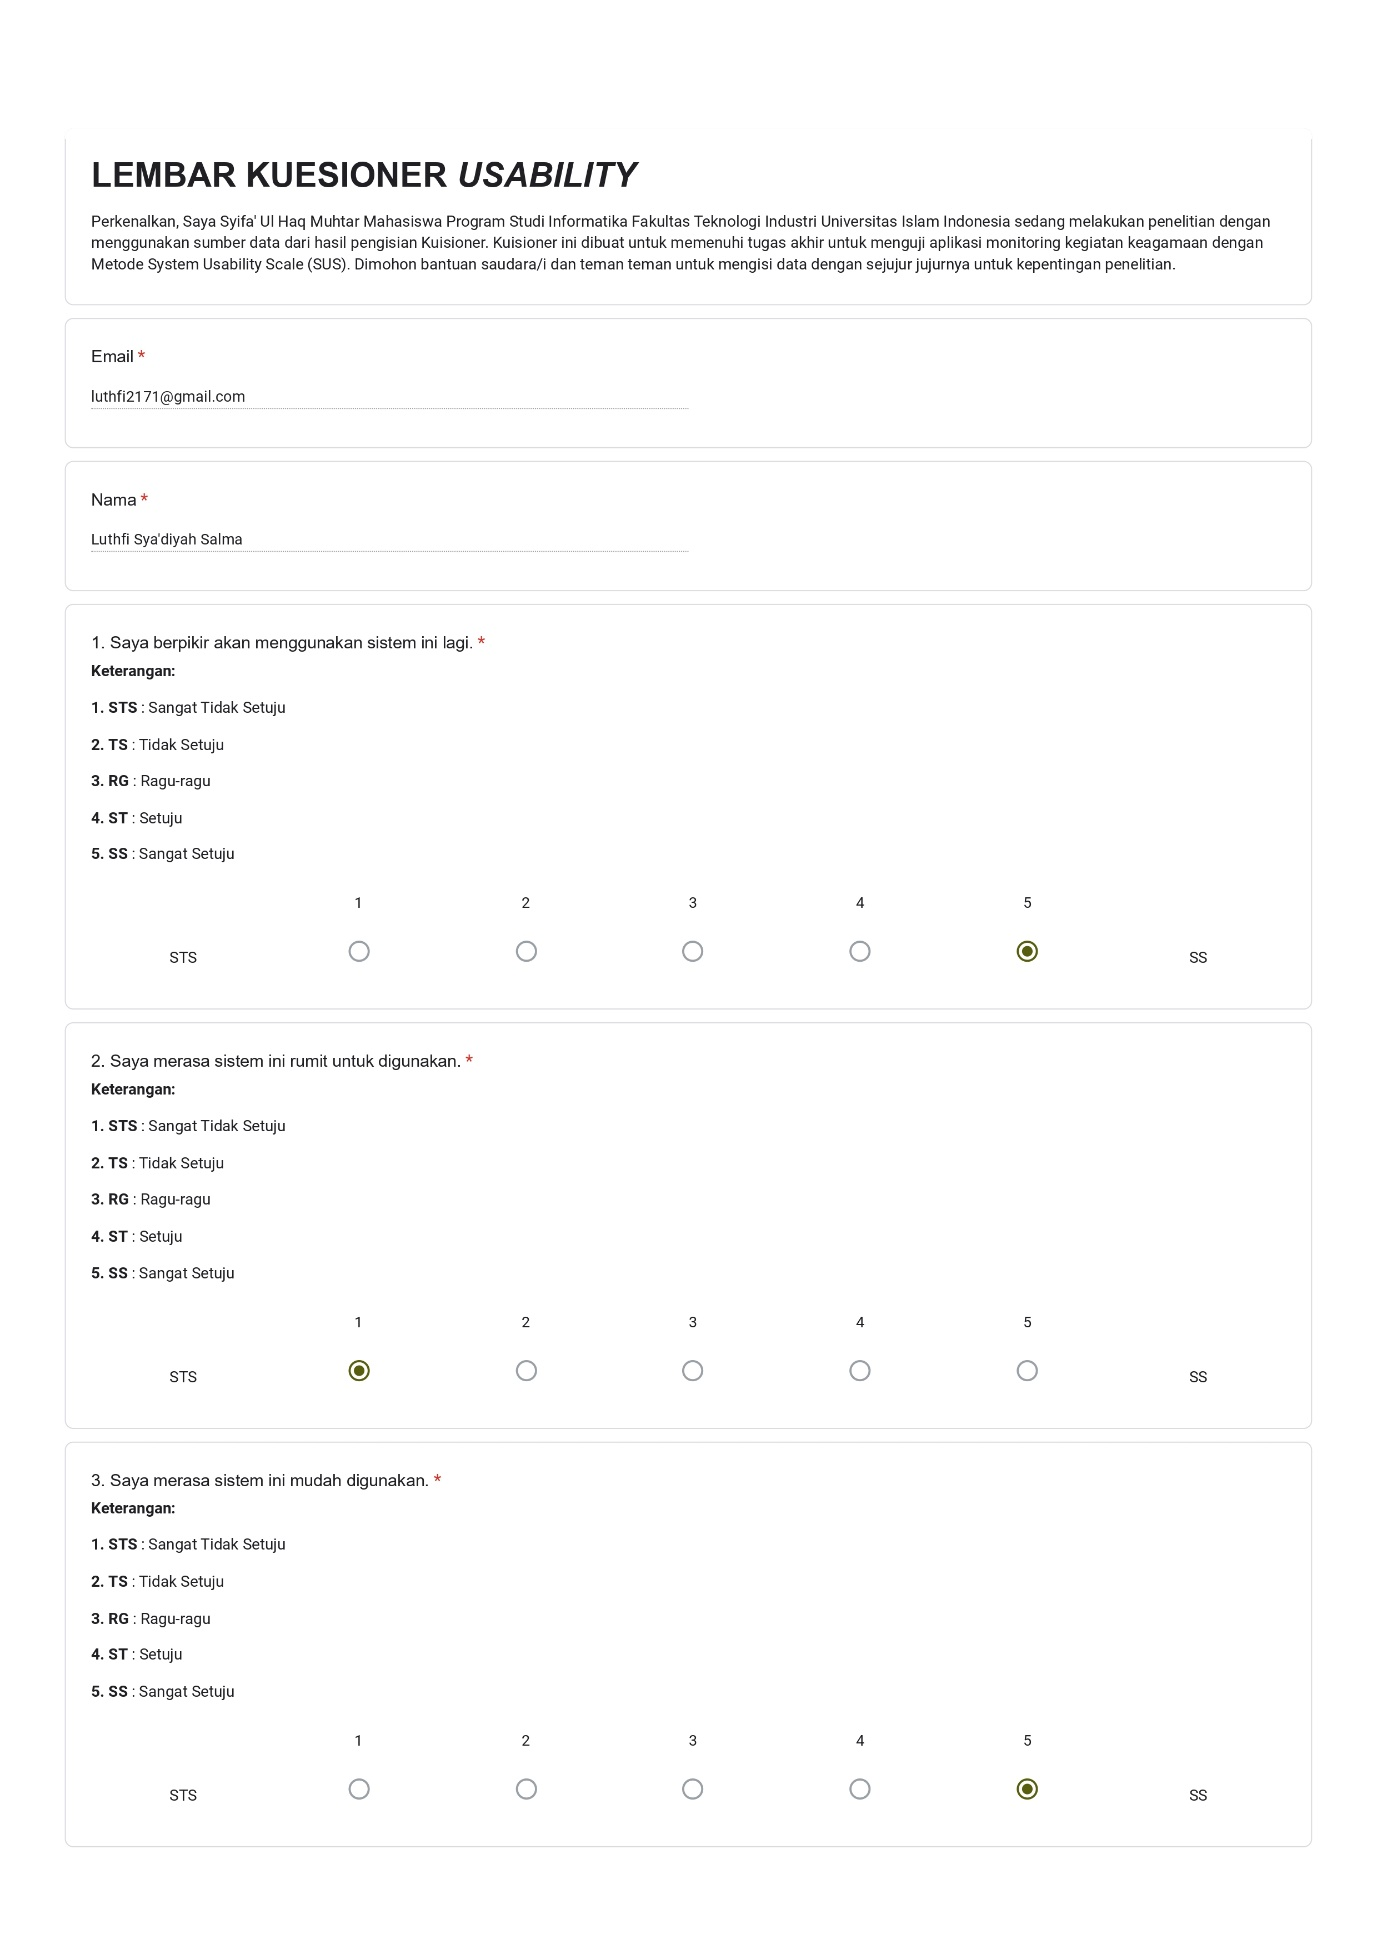 LEMBAR KUESIONER USABILITY
Perkenalkan, Saya Syifa' Ul Haq Muhtar Mahasiswa Program Studi Informatika Fakultas Teknologi Industri Universitas Islam Indonesia sedang melakukan penelitian dengan
menggunakan sumber data dari hasil pengisian Kuisioner. Kuisioner ini dibuat untuk memenuhi tugas akhir untuk menguji aplikasi monitoring kegiatan keagamaan dengan
Metode System Usability Scale (SUS). Dimohon bantuan saudara/i dan teman teman untuk mengisi data dengan sejujur jujurnya untuk kepentingan penelitian.
Email *
luthfi2171@gmail.com
Nama *
Luthfi Sya'diyah Salma
1. Saya berpikir akan menggunakan sistem ini lagi. *
Keterangan:
1. STS : Sangat Tidak Setuju
2. TS : Tidak Setuju
3. RG : Ragu-ragu
4. ST : Setuju
5. SS : Sangat Setuju
1 2 3 4 5
STS SS
2. Saya merasa sistem ini rumit untuk digunakan. *
Keterangan:
1. STS : Sangat Tidak Setuju
2. TS : Tidak Setuju
3. RG : Ragu-ragu
4. ST : Setuju
5. SS : Sangat Setuju
1 2 3 4 5
STS SS
3. Saya merasa sistem ini mudah digunakan. *
Keterangan:
1. STS : Sangat Tidak Setuju
2. TS : Tidak Setuju
3. RG : Ragu-ragu
4. ST : Setuju
5. SS : Sangat Setuju
1 2 3 4 5
STS SS